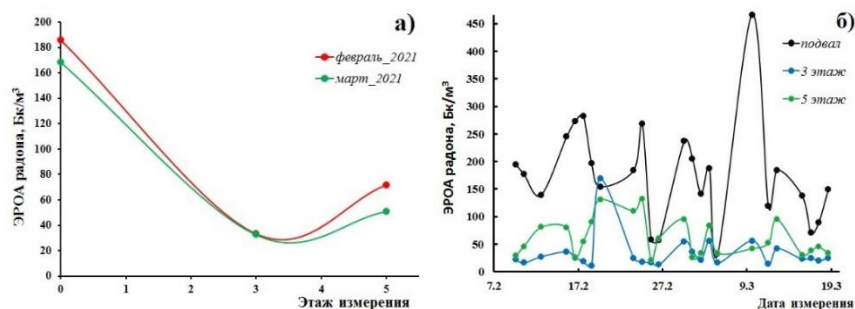 а)
ЭРОА радона, Бк/м³
200
180
160
140
120
100
80
60
40
20
0
0
1
2
3
4
5
Этаж измерения
февраль_2021
март_2021
б)
ЭРОА радона, Бк/м³
450
400
350
300
250
200
150
100
50
0
7.2
17.2
27.2
9.3
19.3
Дата измерения
подвал
3 этаж
5 этаж